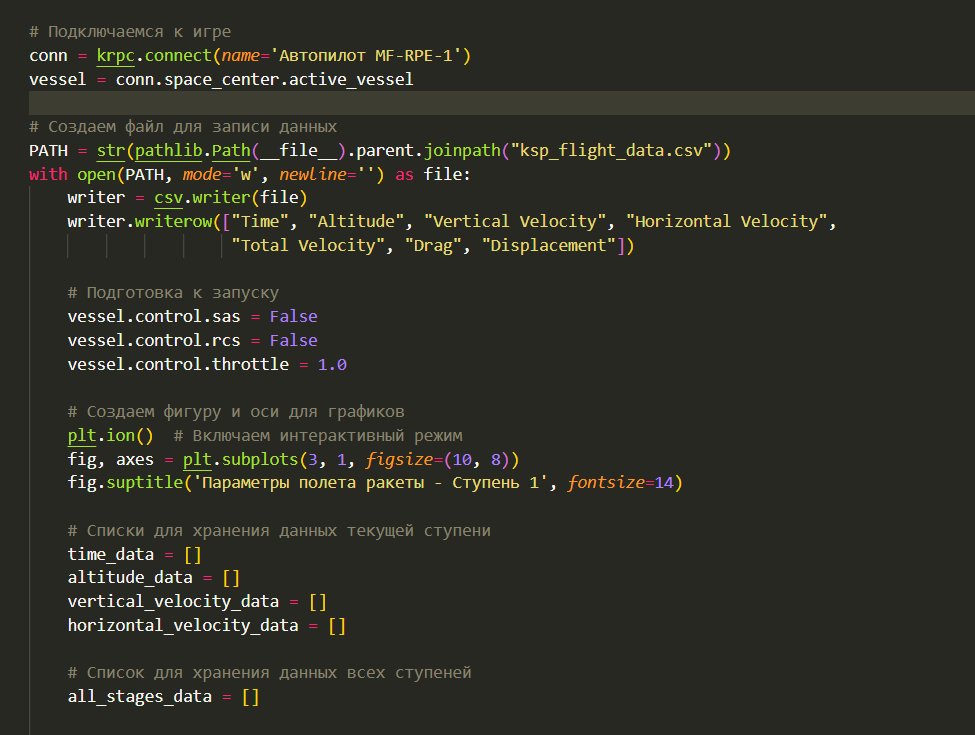 # Подключаемся к игре
conn = krpc.connect(name='Автопилот MF-RPE-1')
vessel = conn.space_center.active_vessel
# Создаем файл для записи данных
PATH = str(pathlib.Path(__file__).parent.joinpath("ksp_flight_data.csv"))
with open(PATH, mode='w', newline='') as file:
writer = csv.writer(file)
writer.writerow(["Time", "Altitude", "Vertical Velocity", "Horizontal Velocity",
"Total Velocity", "Drag", "Displacement"])
# Подготовка к запуску
vessel.control.sas = False
vessel.control.rcs = False
vessel.control.throttle = 1.0
# Создаем фигуру и оси для графиков
plt.ion()  # Включаем интерактивный режим
fig, axes = plt.subplots(3, 1, figsize=(10, 8))
fig.suptitle('Параметры полета ракеты - Ступень 1', fontsize=14)
# Списки для хранения данных текущей ступени
time_data = []
altitude_data = []
vertical_velocity_data = []
horizontal_velocity_data = []
# Список для хранения данных всех ступеней
all_stages_data = []